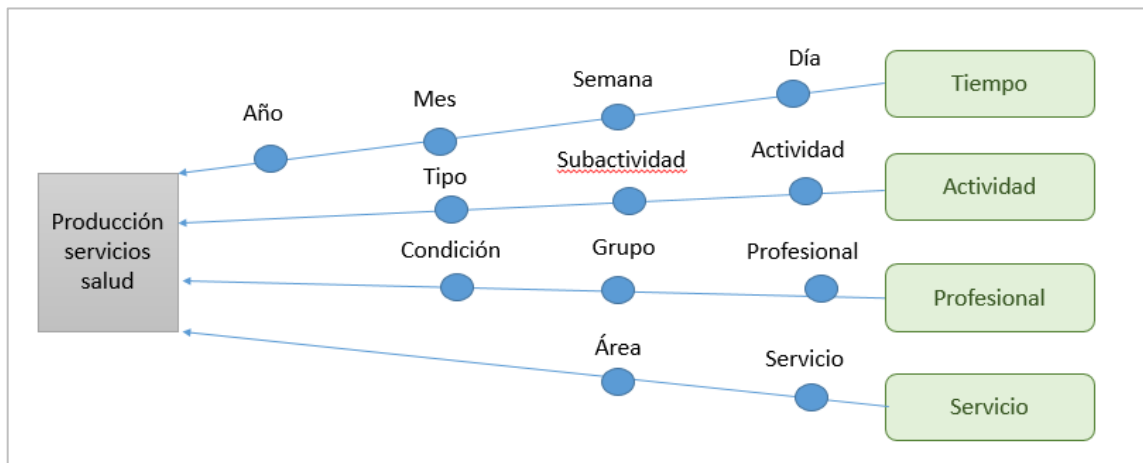 Día
Semana
Mes
Año
Tiempo
Actividad
Subactividad
Tipo
Actividad
Producción
servicios
salud
Condición
Grupo
Profesional
Profesional
Área
Servicio
Servicio